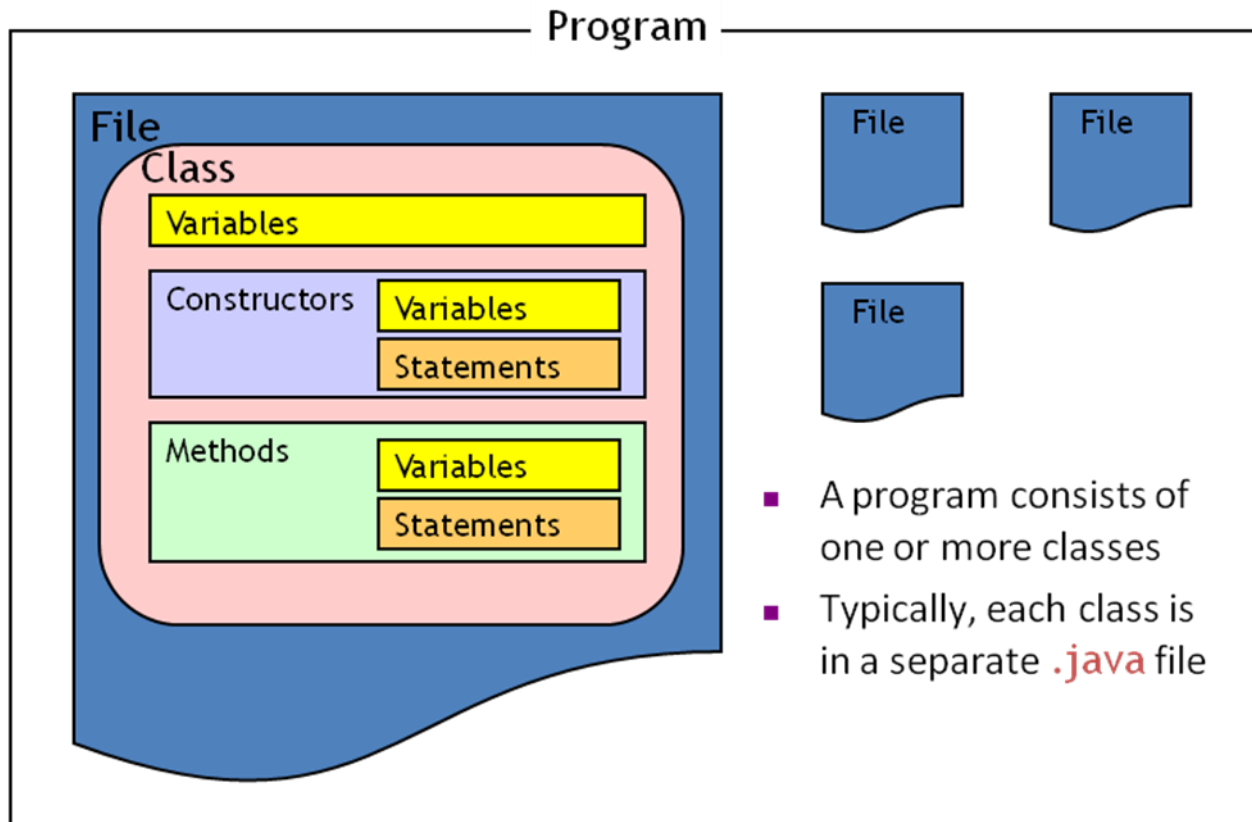 Program
File
Class
Variables
Constructors
Variables
Statements
Methods
Variables
Statements
File
File
File
■ A program consists of
one or more classes
■ Typically, each class is
in a separate .java file